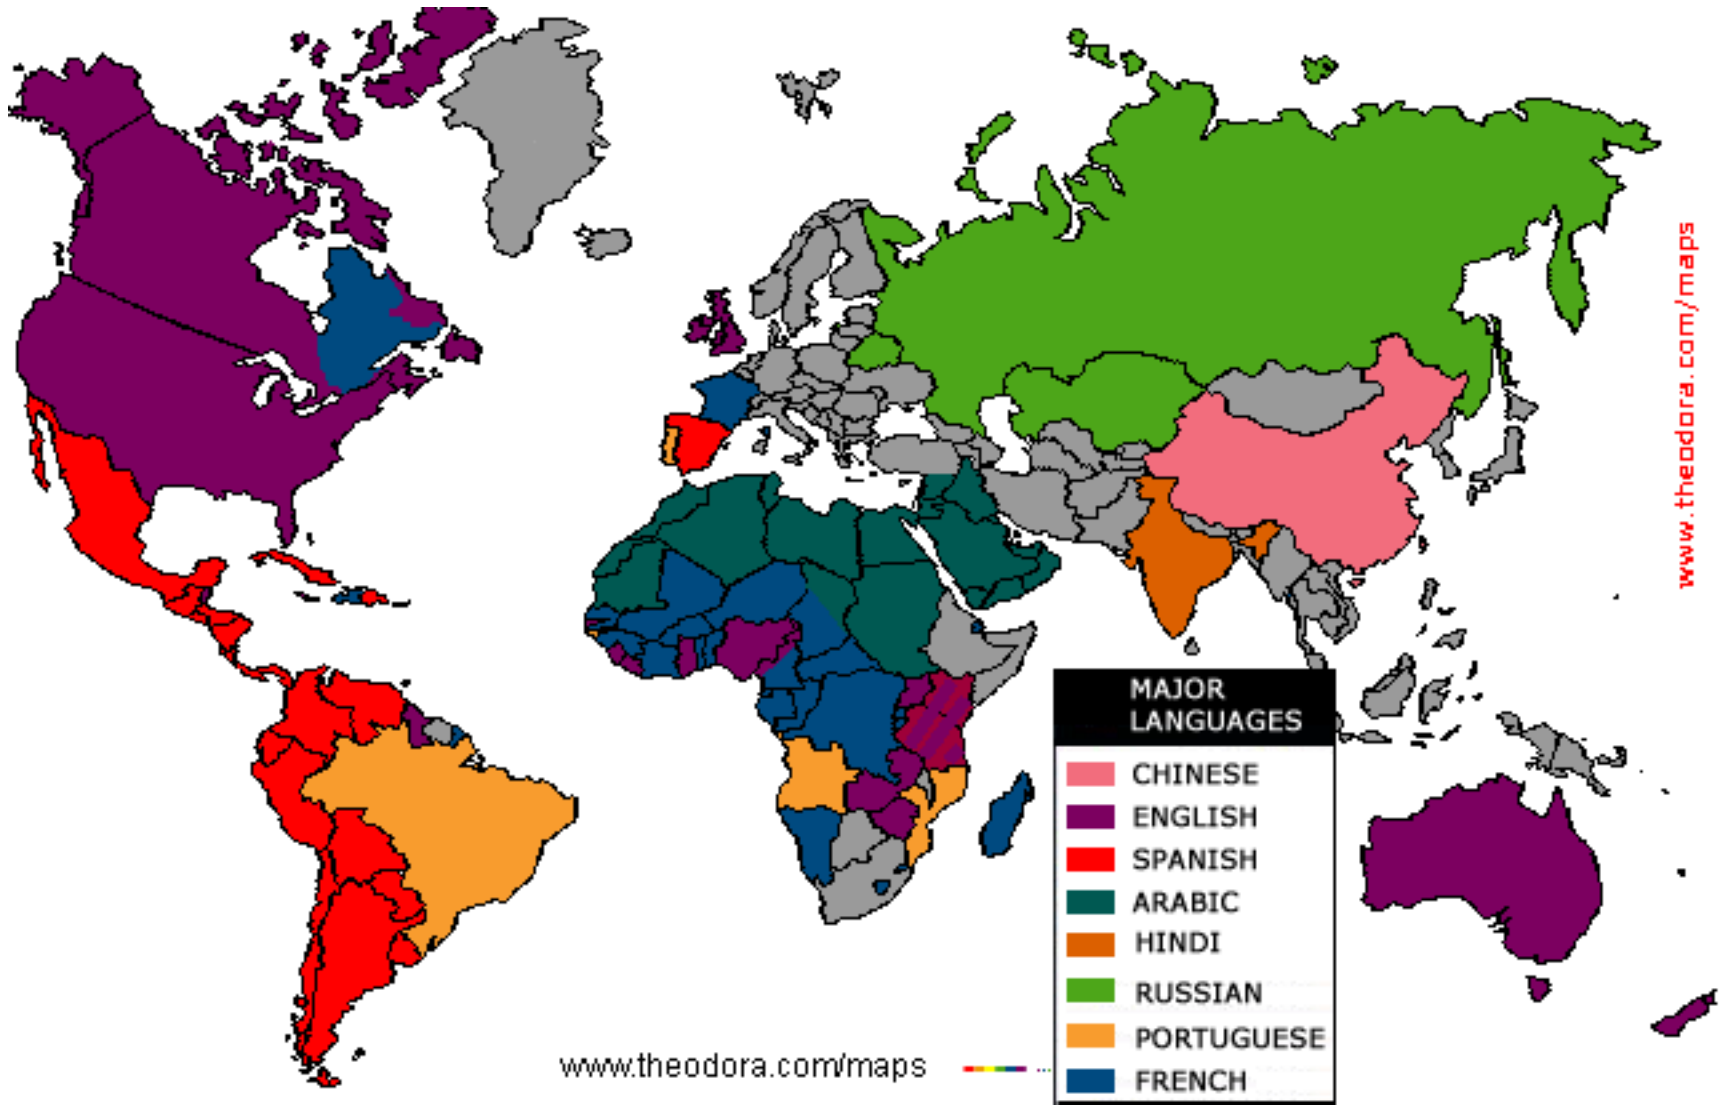 www.theodora.com/maps
MAJOR
LANGUAGES
CHINESE
ENGLISH
SPANISH
ARABIC
HINDI
RUSSIAN
PORTUGUESE
FRENCH
www.theodora.com/maps